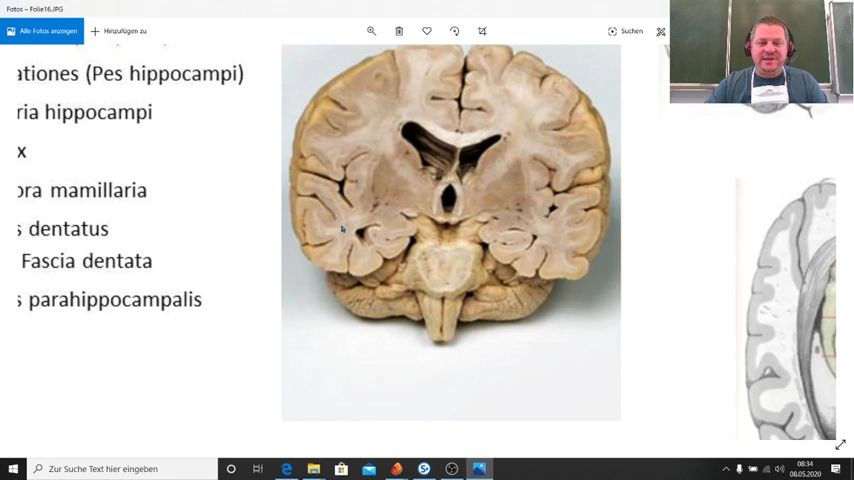 Fotos – Folie16.JPG
Alle Fotos anzeigen
Hinzufügen zu
Suchen
ationes (Pes hippocampi)
ria hippocampi
x
ora mamillaria
s dentatus
Fascia dentata
s parahippocampalis
Zur Suche Text hier eingeben
08:34
08.05.2020